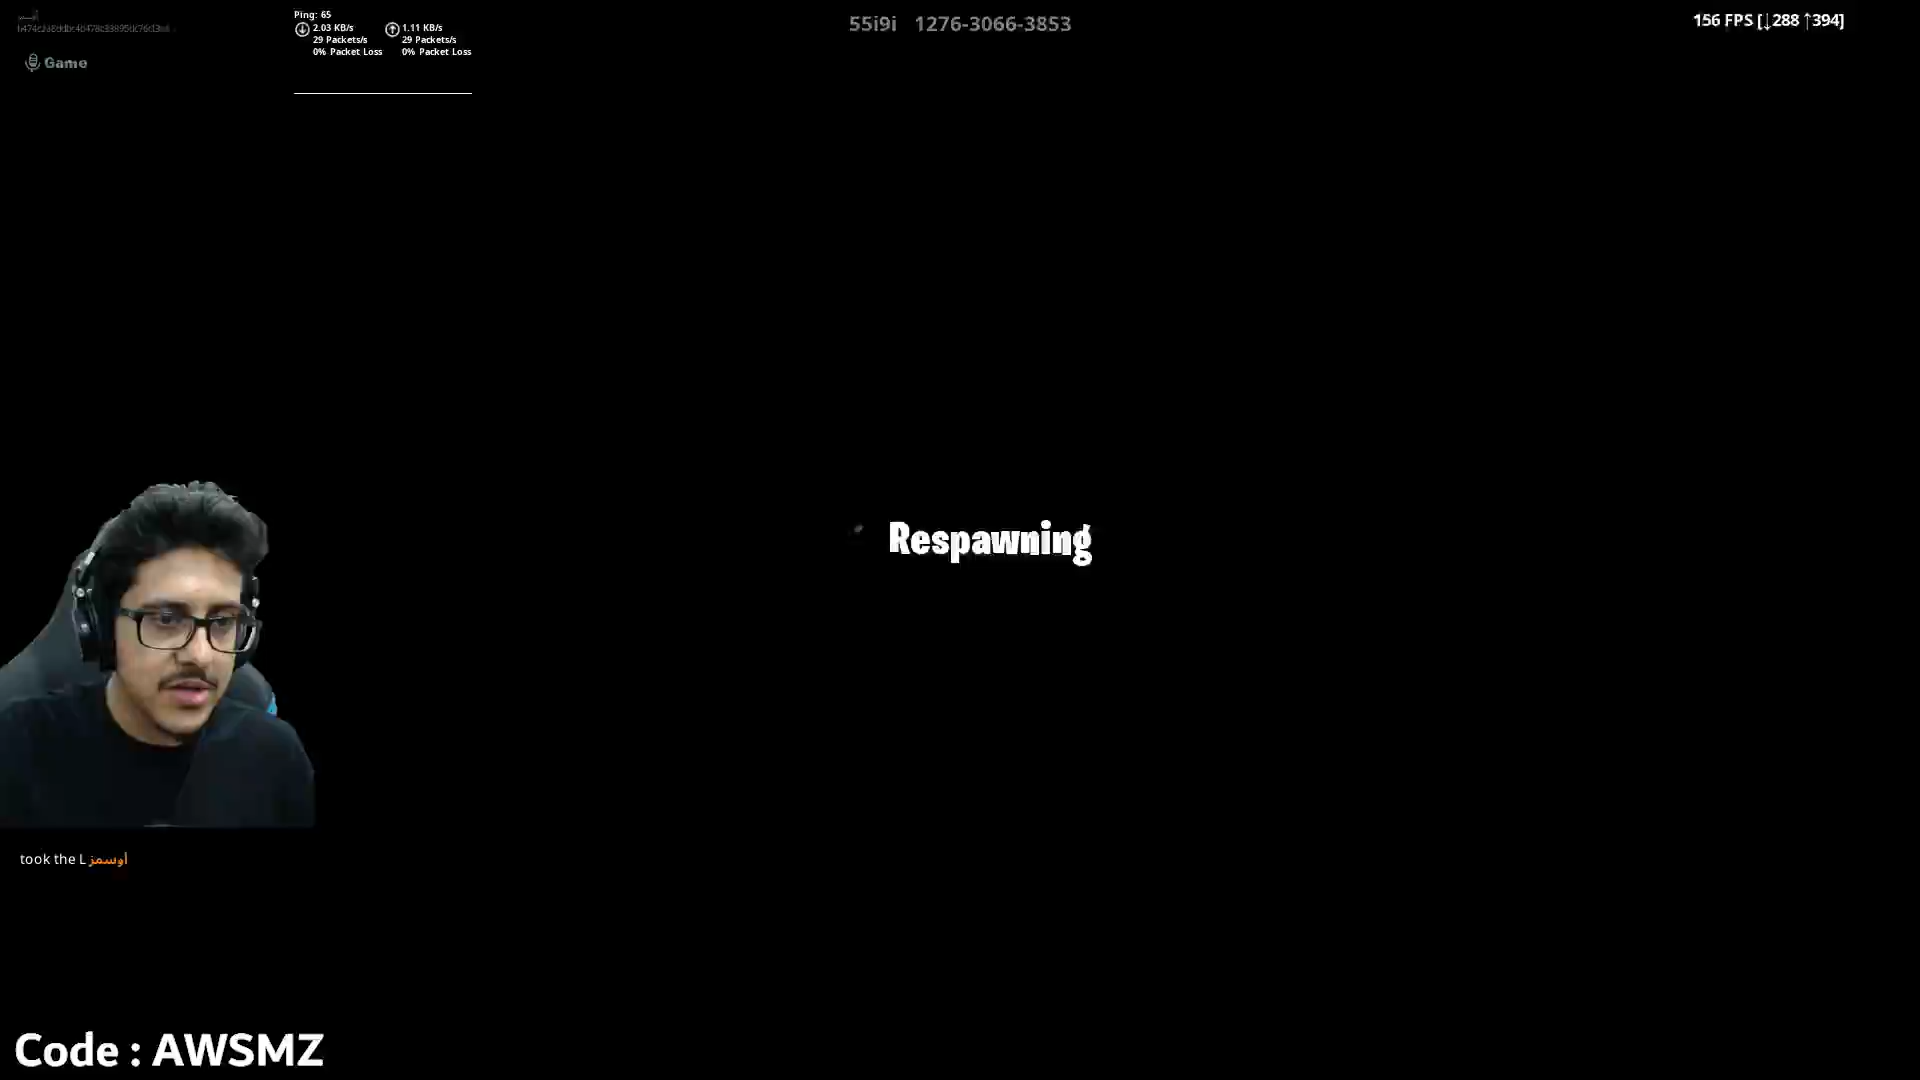 Ping: 65
2.03 KB/s 1.11 KB/s
29 Packets/s 29 Packets/s
0% Packet Loss 0% Packet Loss
55i9i 1276-3066-3853
156 FPS [↓288 ↑394]
Game
Respawning
took the L أوسمز
Code : AWSMZ